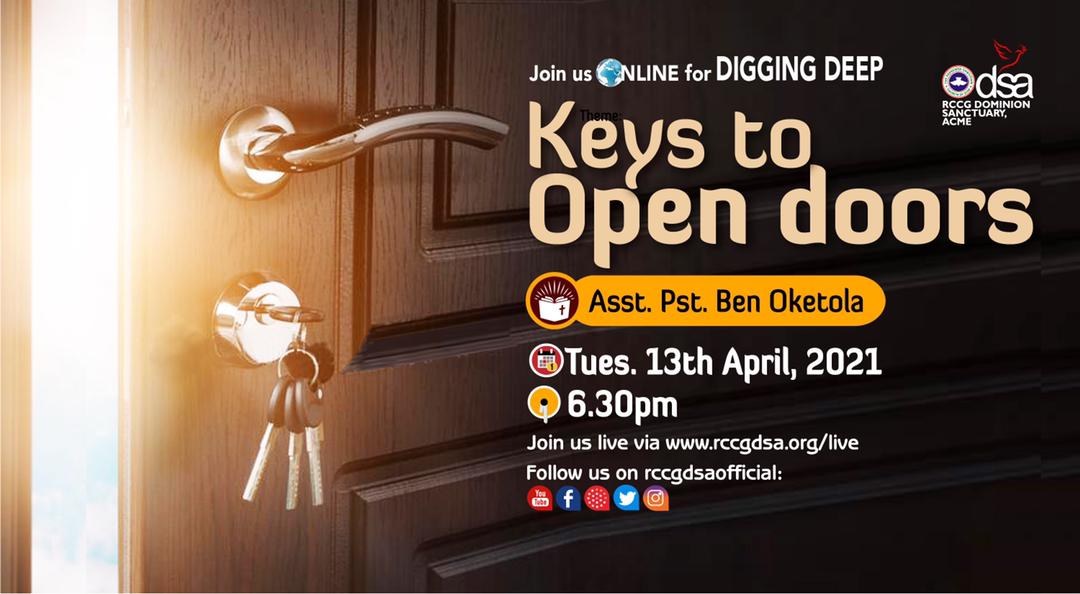 Join us ONLINE for DIGGING DEEP
dsa
RCCG DOMINION
SANCTUARY,
ACME
Theme:
Keys to
Open doors
Asst. Pst. Ben Oketola
Tues. 13th April, 2021
6.30pm
Join us live via www.rccgdsa.org/live
Follow us on rccgdsaofficial:
You
Tube